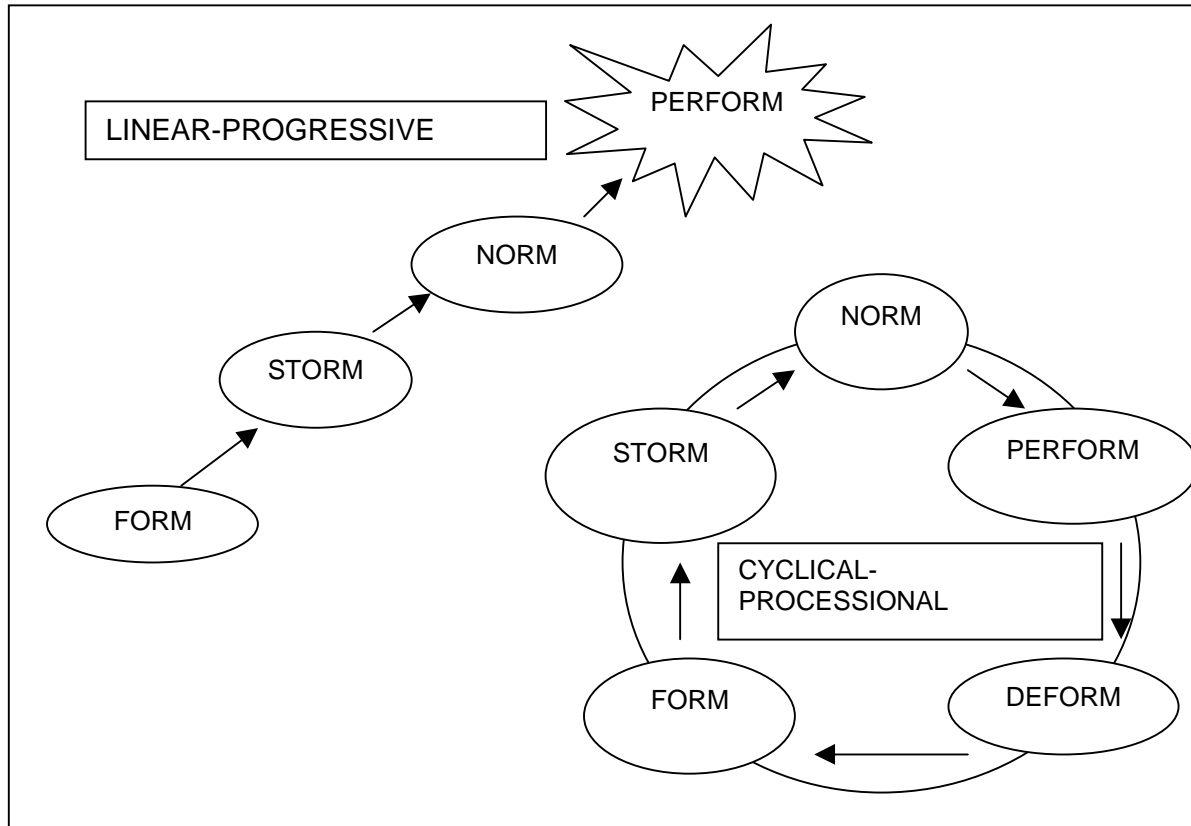 PERFORM
LINEAR-PROGRESSIVE
NORM
STORM
FORM
NORM
STORM
PERFORM
CYCLICAL-
PROCESSIONAL
FORM
DEFORM